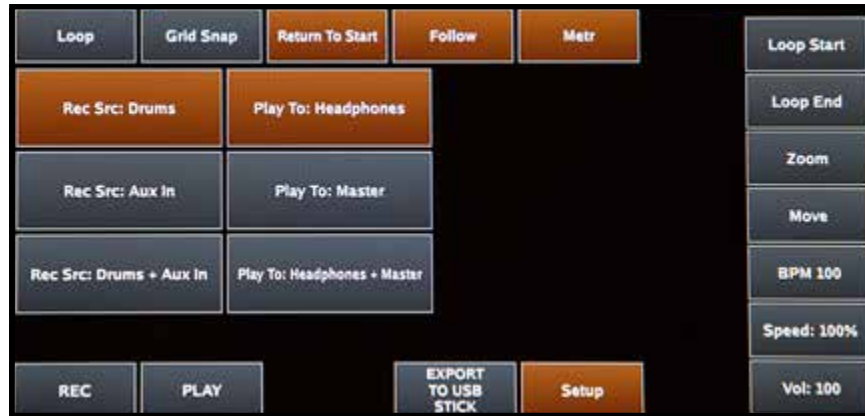 Loop
Grid Snap
Return To Start
Follow
Metr
Loop Start
Rec Src: Drums
Play To: Headphones
Loop End
Zoom
Rec Src: Aux In
Play To: Master
Move
Rec Src: Drums + Aux In
Play To: Headphones + Master
BPM 100
Speed: 100%
REC
PLAY
EXPORT
TO USB
STICK
Setup
Vol: 100